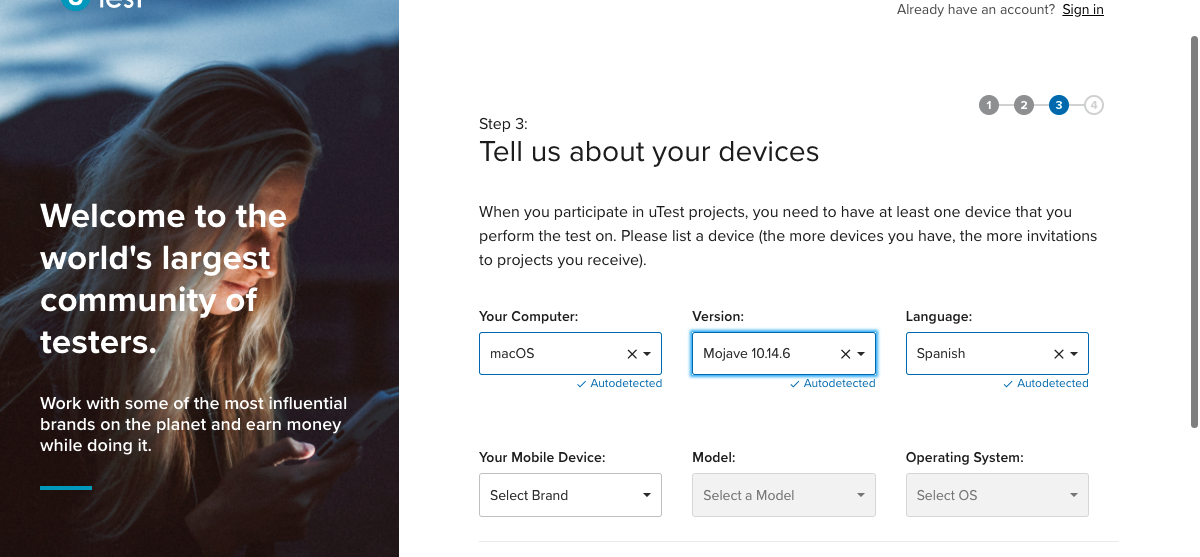 uTest
Already have an account? Sign in
1 2 3 4
Step 3:
Tell us about your devices
Welcome to the
world's largest
community of
testers.
Work with some of the most influential
brands on the planet and earn money
while doing it.
When you participate in uTest projects, you need to have at least one device that you
perform the test on. Please list a device (the more devices you have, the more invitations
to projects you receive).
Your Computer: Version: Language:
macOS Mojave 10.14.6 Spanish
Autodetected Autodetected Autodetected
Your Mobile Device: Model: Operating System:
Select Brand Select a Model Select OS